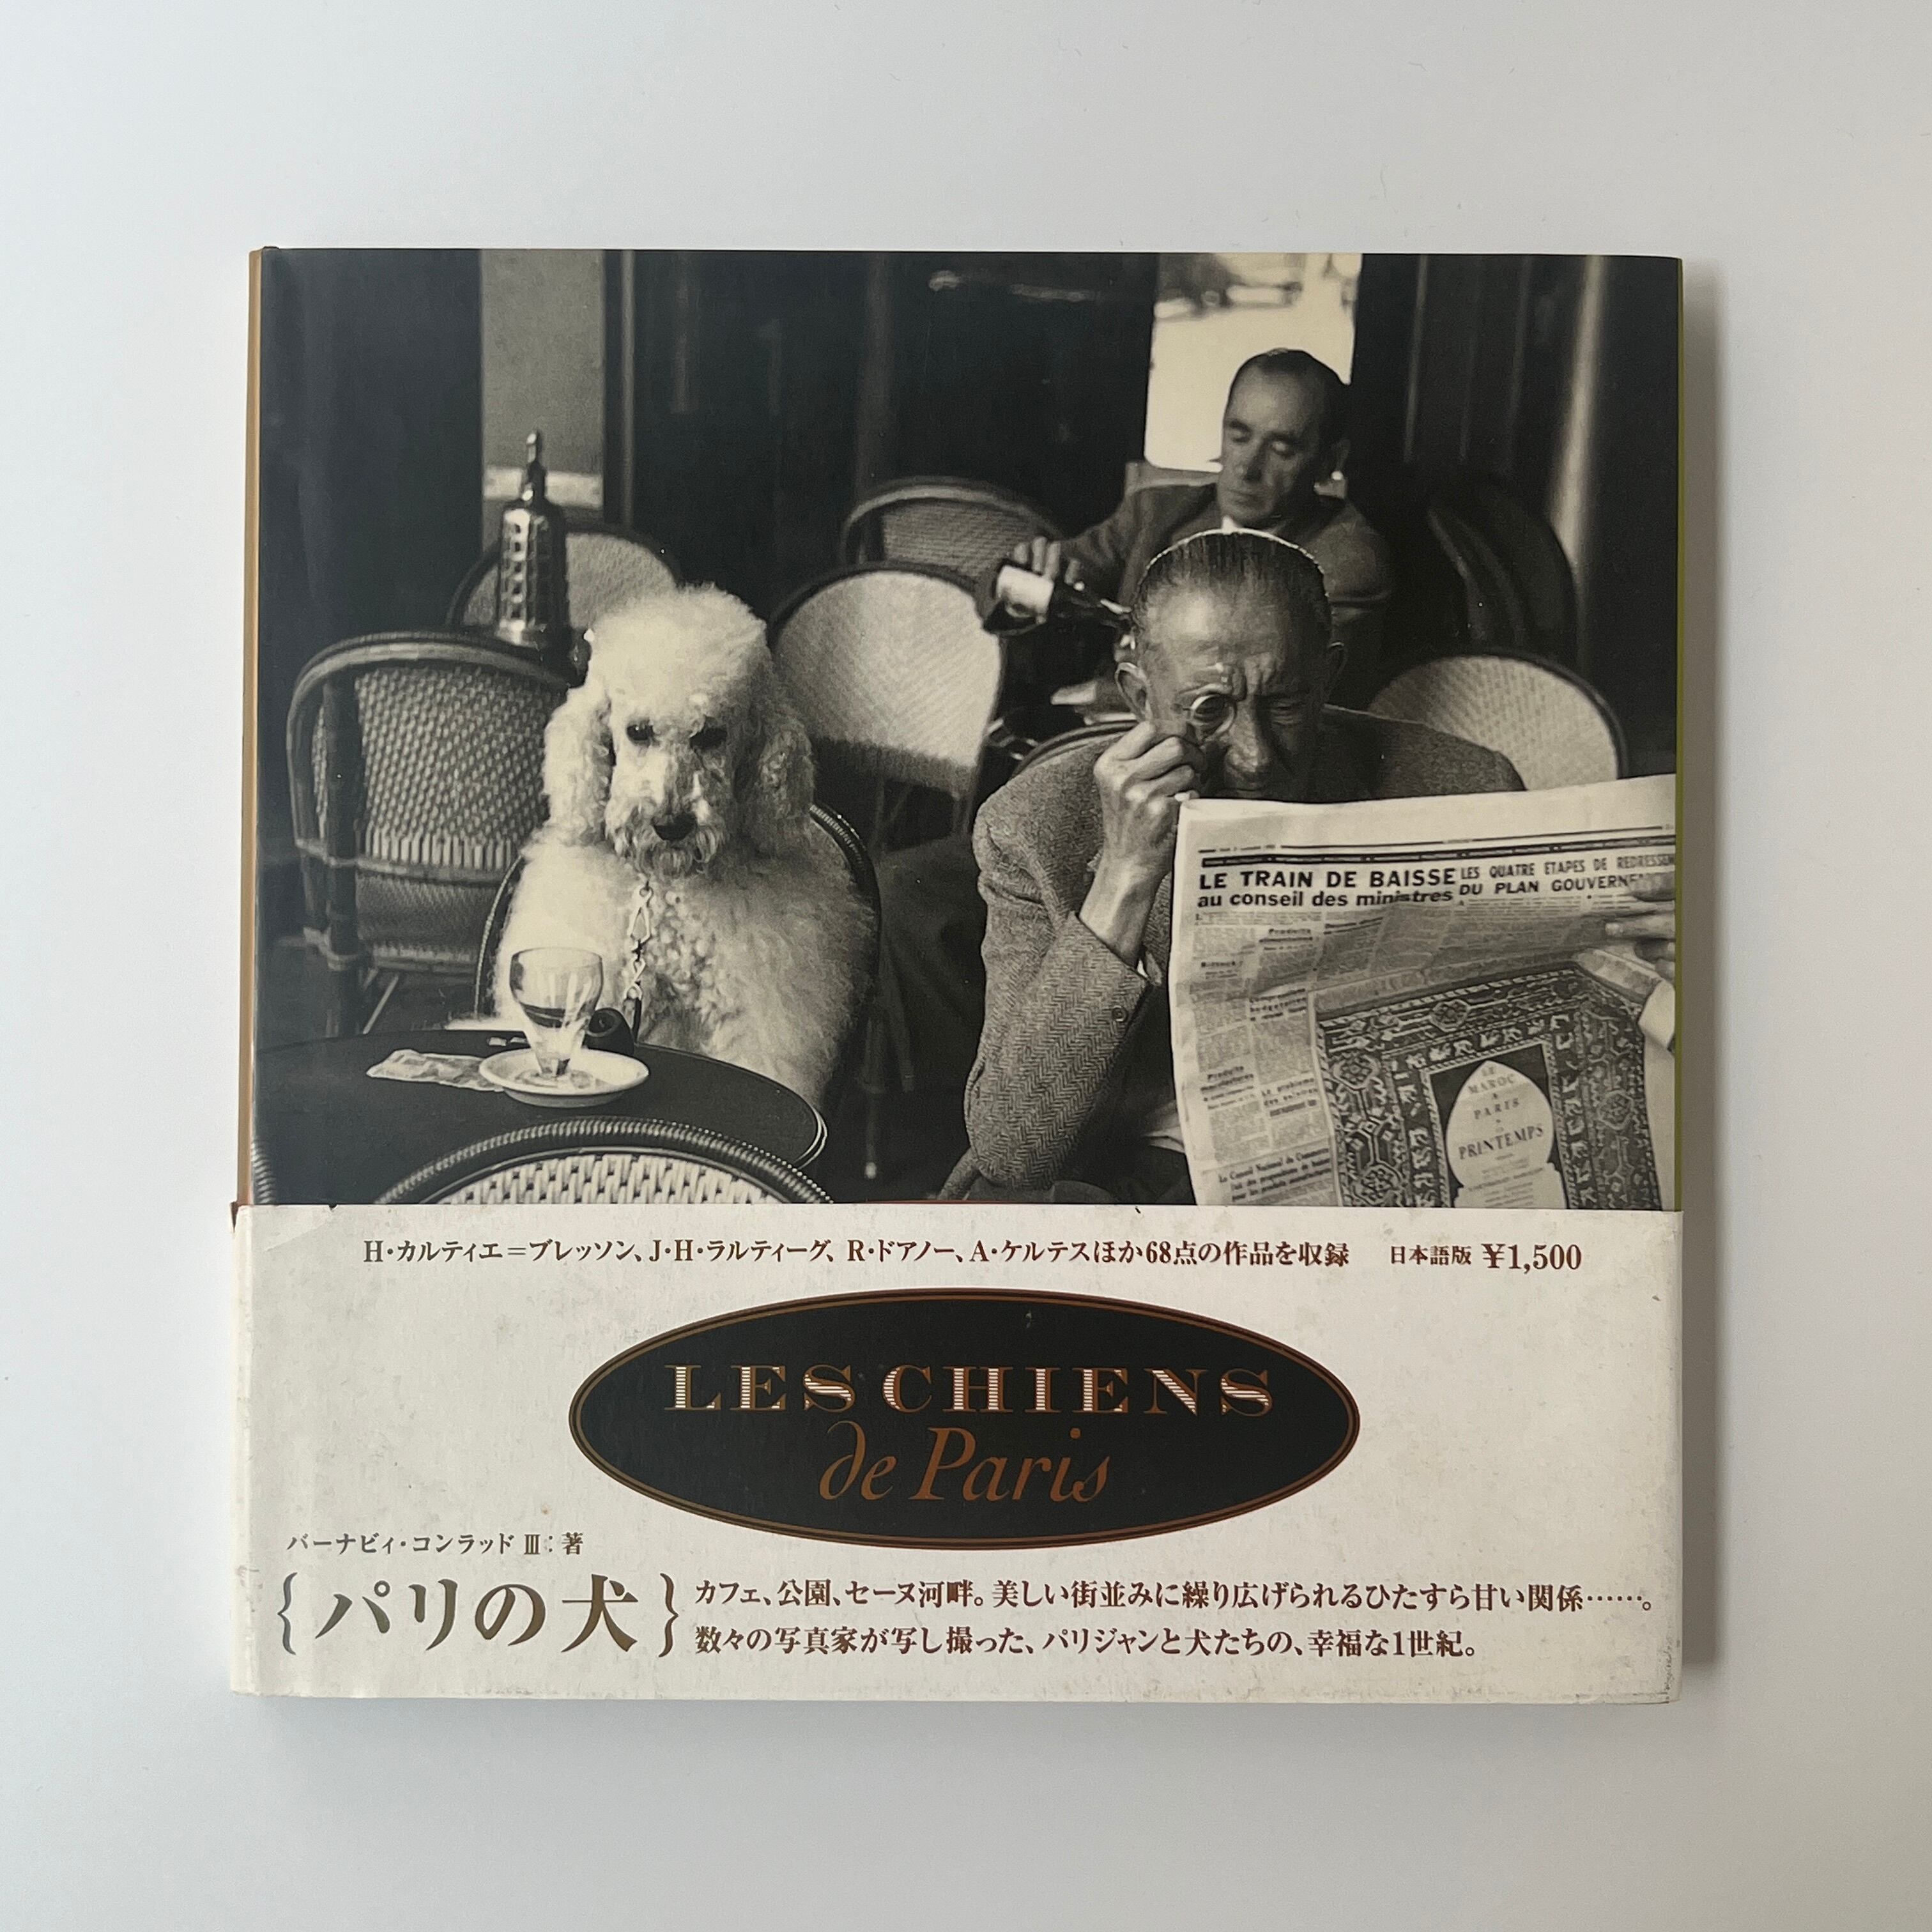 LE TRAIN DE BAISSE
au conseil des ministres
LES QUATRE ETAPES DE REDRESSEM
DU PLAN GOUVERNE
LE
MAROC
A
PARIS
PRINTEMPS
H・カルティエ＝ブレッソン、J・H・ラルティーグ、R・ドアノー、A・ケルテスほか68点の作品を収録 日本語版 ¥1,500
LES CHIENS
de Paris
バーナビィ・コンラッド Ⅲ：著
{パリの犬}
カフェ、公園、セーヌ河畔。美しい街並みに繰り広げられるひたすら甘い関係……。
数々の写真家が写し撮った、パリジャンと犬たちの、幸福な1世紀。